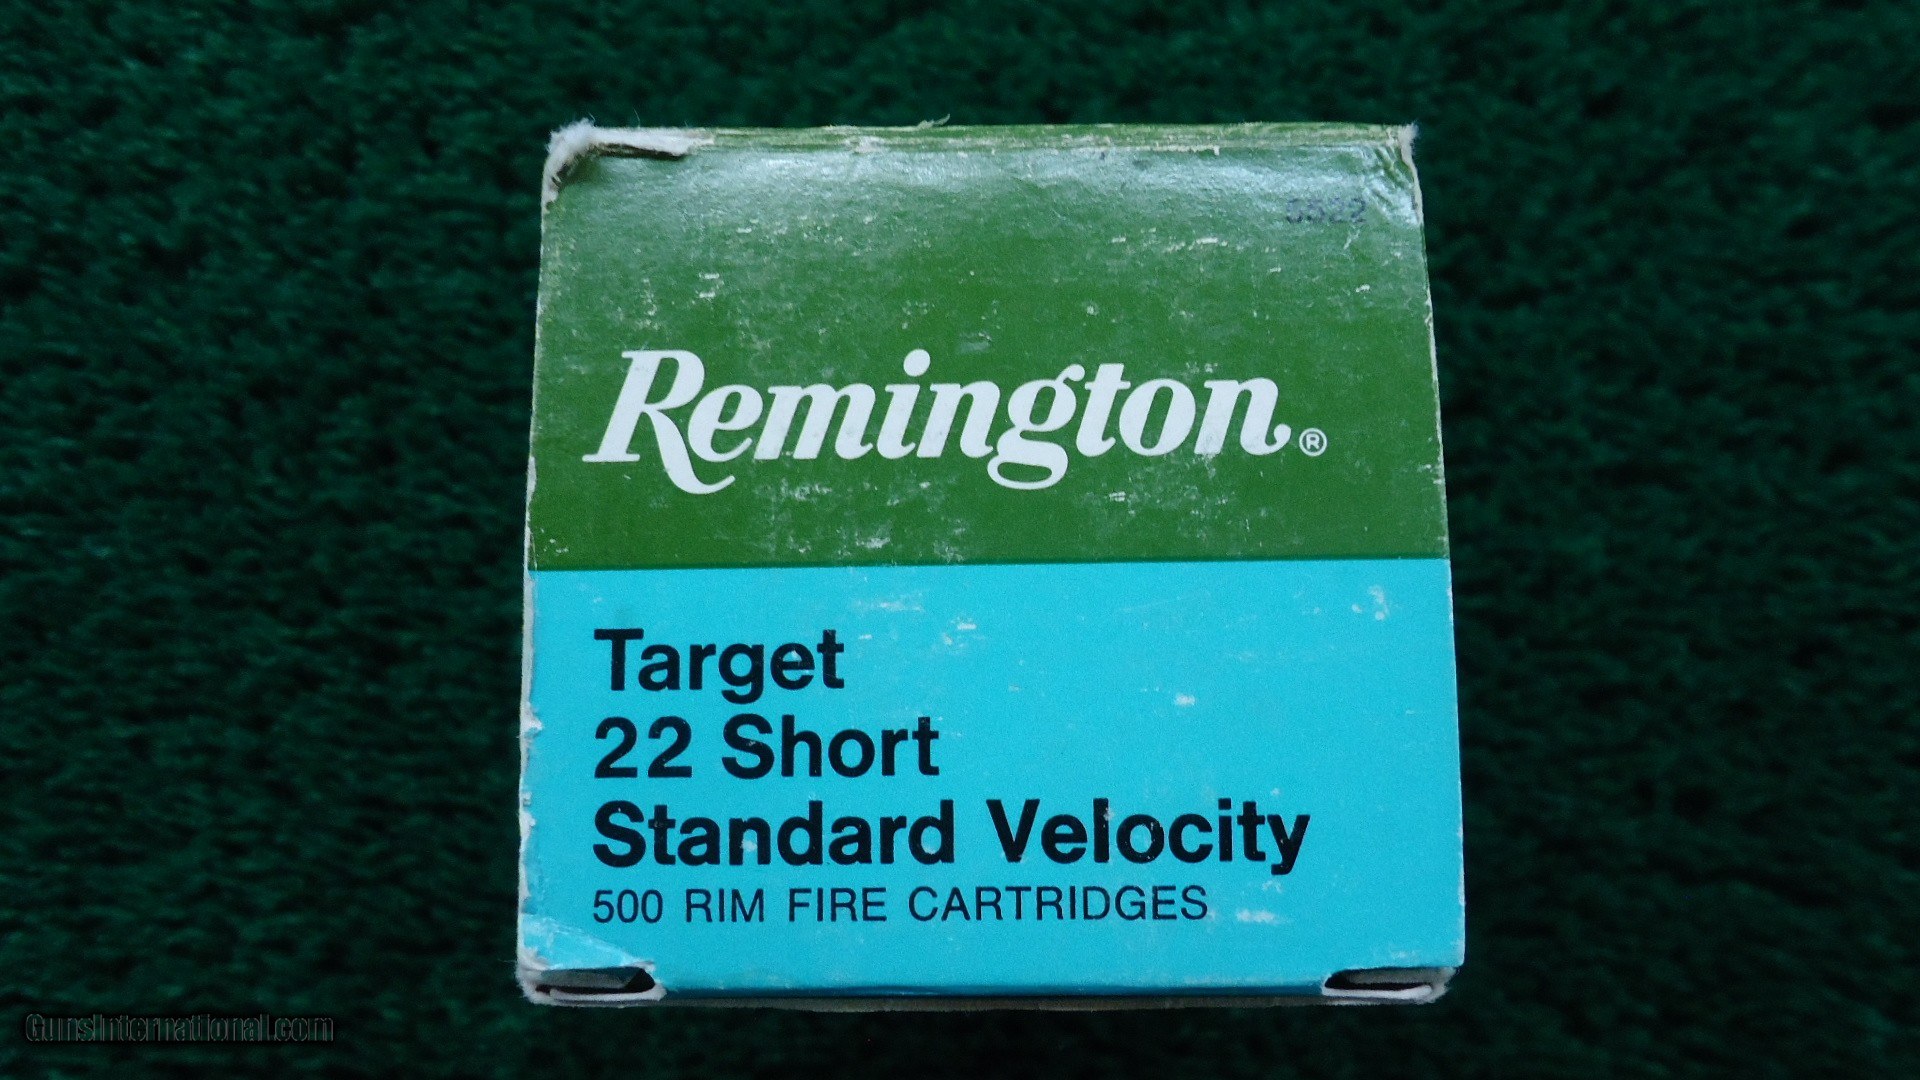 Remington®
Target
22 Short
Standard Velocity
500 RIM FIRE CARTRIDGES
GunsInternational.com